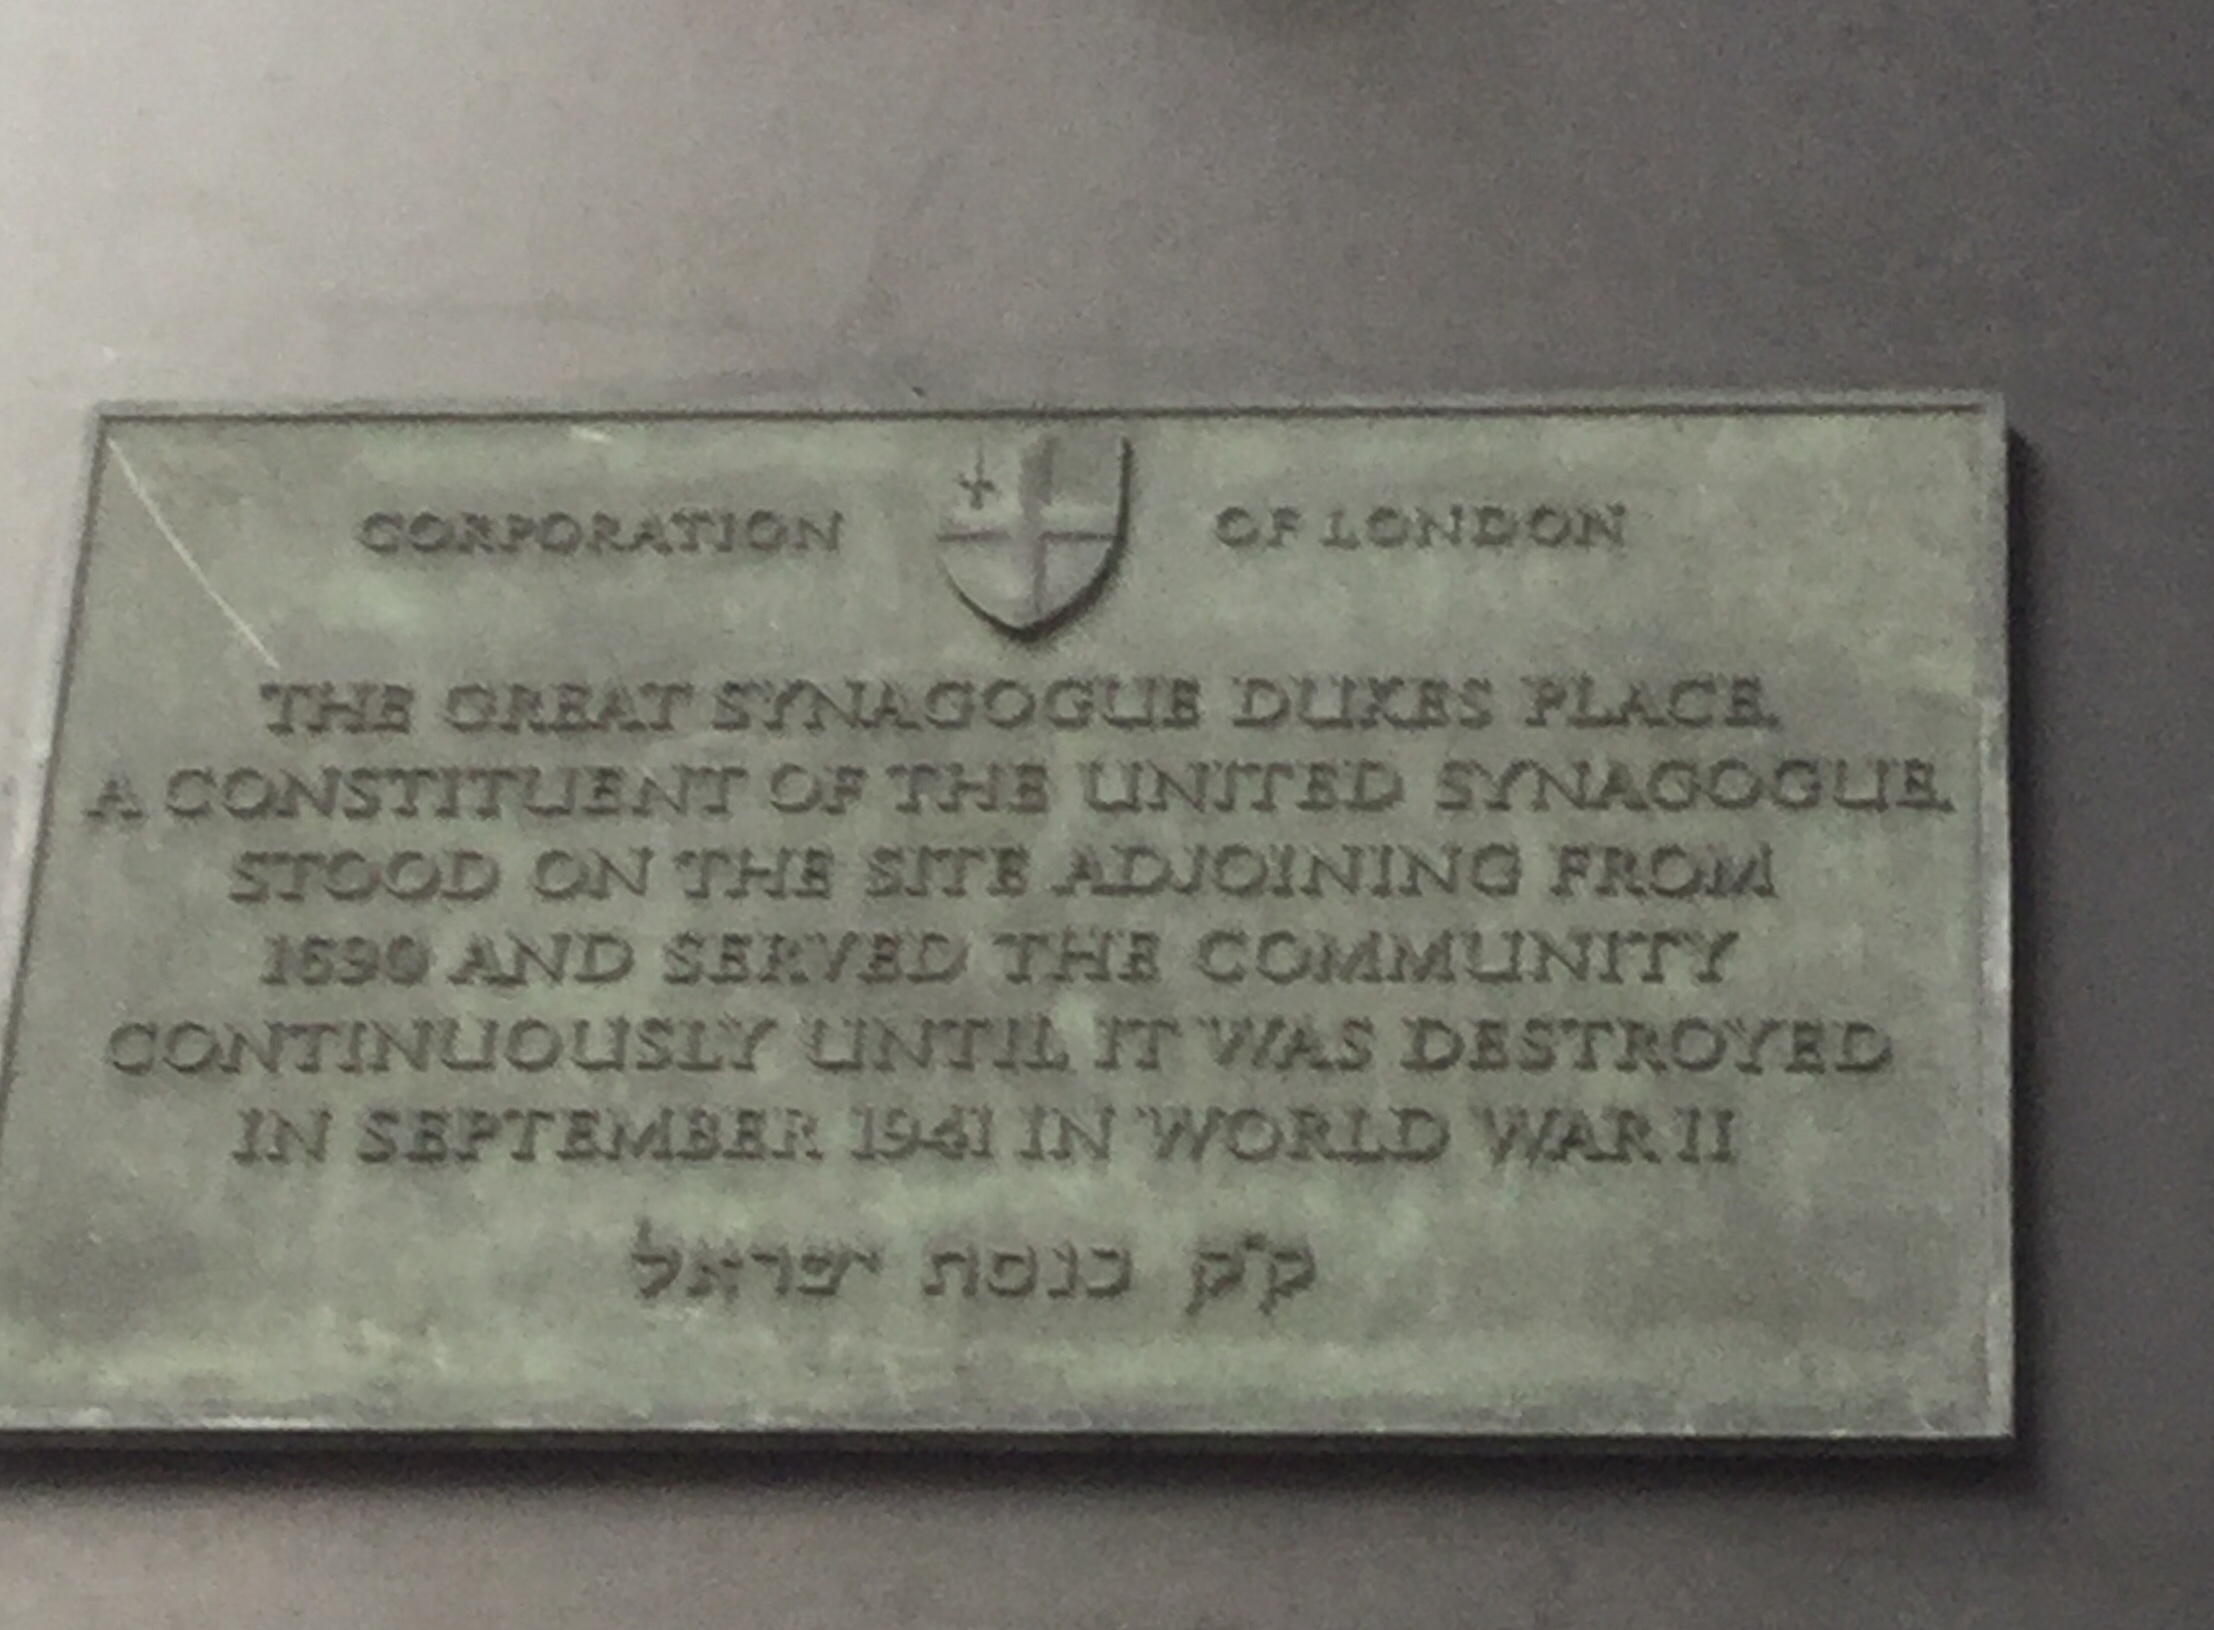 CORPORATION OF LONDON
THE GREAT SYNAGOGUE DUKES PLACE,
A CONSTITUENT OF THE UNITED SYNAGOGUE,
STOOD ON THE SITE ADJOINING FROM
1690 AND SERVED THE COMMUNITY
CONTINUOUSLY UNTIL IT WAS DESTROYED
IN SEPTEMBER 1941 IN WORLD WAR II
ק״ק כנסת ישראל